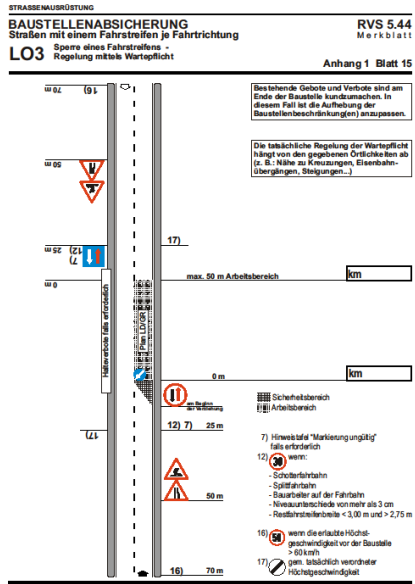 STRASSENAUSRÜSTUNG
BAUSTELLENABSICHERUNG
RVS 5.44
Straßen mit einem Fahrstreifen je Fahrtrichtung
Merkblatt
LO3
Sperre eines Fahrstreifens -
Regelung mittels Wartepflicht
Anhang 1 Blatt 15
70 m
16)
Bestehende Gebote und Verbote sind am
Ende der Baustelle kundzumachen. In
diesem Fall ist die Aufhebung der
Baustellenbeschränkung(en) anzupassen.
Die tatsächliche Regelung der Wartepflicht
hängt von den gegebenen Örtlichkeiten ab
(z. B.: Nähe zu Kreuzungen, Eisenbahn-
übergängen, Steigungen...)
50 m
17)
25 m
12)
7)
0 m
max. 50 m Arbeitsbereich
km
Halteverbote falls erforderlich
Plan LD/GR
0 m
km
am Beginn
der Verziehung
Sicherheitsbereich
Arbeitsbereich
17)
12) 7) 25 m
7) Hinweistafel "Markierung ungültig"
falls erforderlich
12) 30 wenn:
- Schotterfahrbahn
- Splittfahrbahn
- Bauarbeiter auf der Fahrbahn
- Niveauunterschiede von mehr als 3 cm
- Restfahrstreifenbreite < 3,00 m und > 2,75 m
50 m
16) 50 wenn die erlaubte Höchst-
geschwindigkeit vor der Baustelle
> 60 km/h
17) gem. tatsächlich verordneter
Höchstgeschwindigkeit
16) 70 m